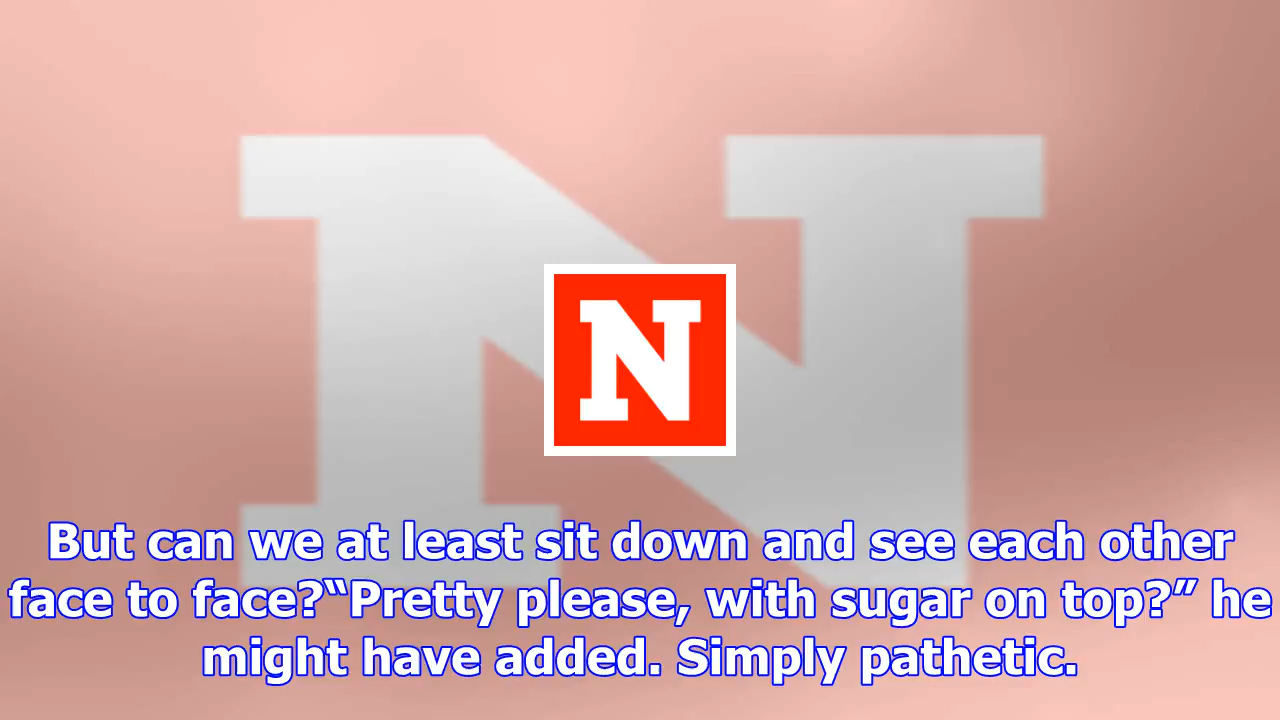 N
N
But can we at least sit down and see each other
face to face?“Pretty please, with sugar on top?” he
might have added. Simply pathetic.